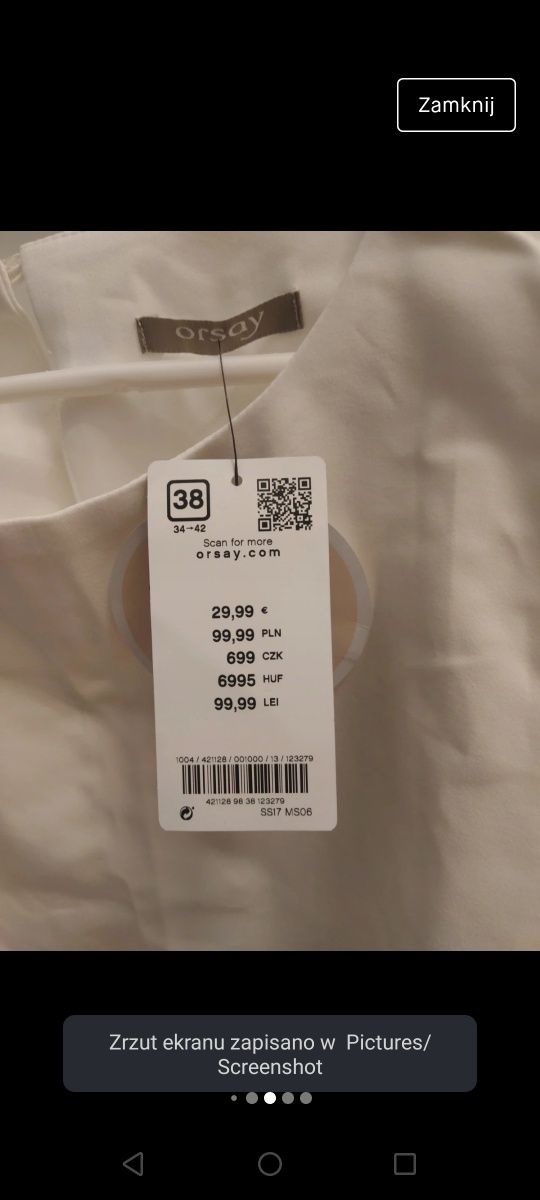 Zamknij
orsay
38
34→42
Scan for more
orsay.com
29,99 €
99,99 PLN
699 CZK
6995 HUF
99,99 LEI
1004 / 421128 / 001000 / 13 / 123279
421128 98 38 123279
SS17 MS06
Zrzut ekranu zapisano w Pictures/
Screenshot